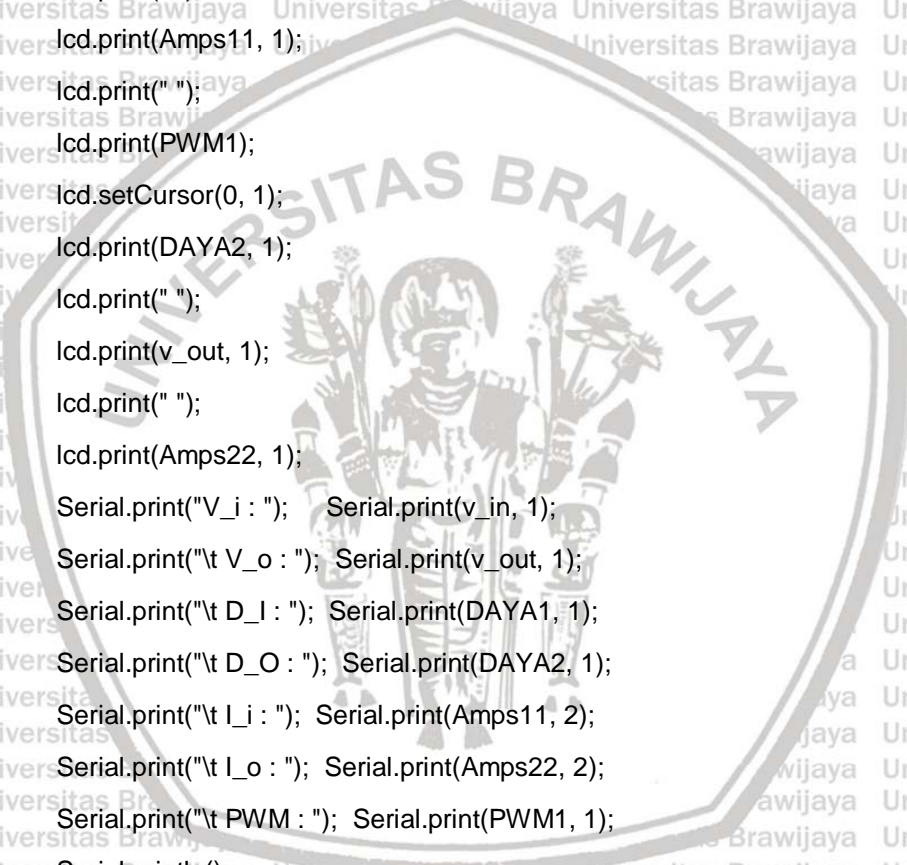 lcd.print(Amps11, 1);
lcd.print(" ");
lcd.print(PWM1);
lcd.setCursor(0, 1);
lcd.print(DAYA2, 1);
lcd.print(" ");
lcd.print(v_out, 1);
lcd.print(" ");
lcd.print(Amps22, 1);
Serial.print("V_i : "); Serial.print(v_in, 1);
Serial.print("\t V_o : "); Serial.print(v_out, 1);
Serial.print("\t D_I : "); Serial.print(DAYA1, 1);
Serial.print("\t D_O : "); Serial.print(DAYA2, 1);
Serial.print("\t I_i : "); Serial.print(Amps11, 2);
Serial.print("\t I_o : "); Serial.print(Amps22, 2);
Serial.print("\t PWM : "); Serial.print(PWM1, 1);
UNIVERSITAS BRAWIJAYA